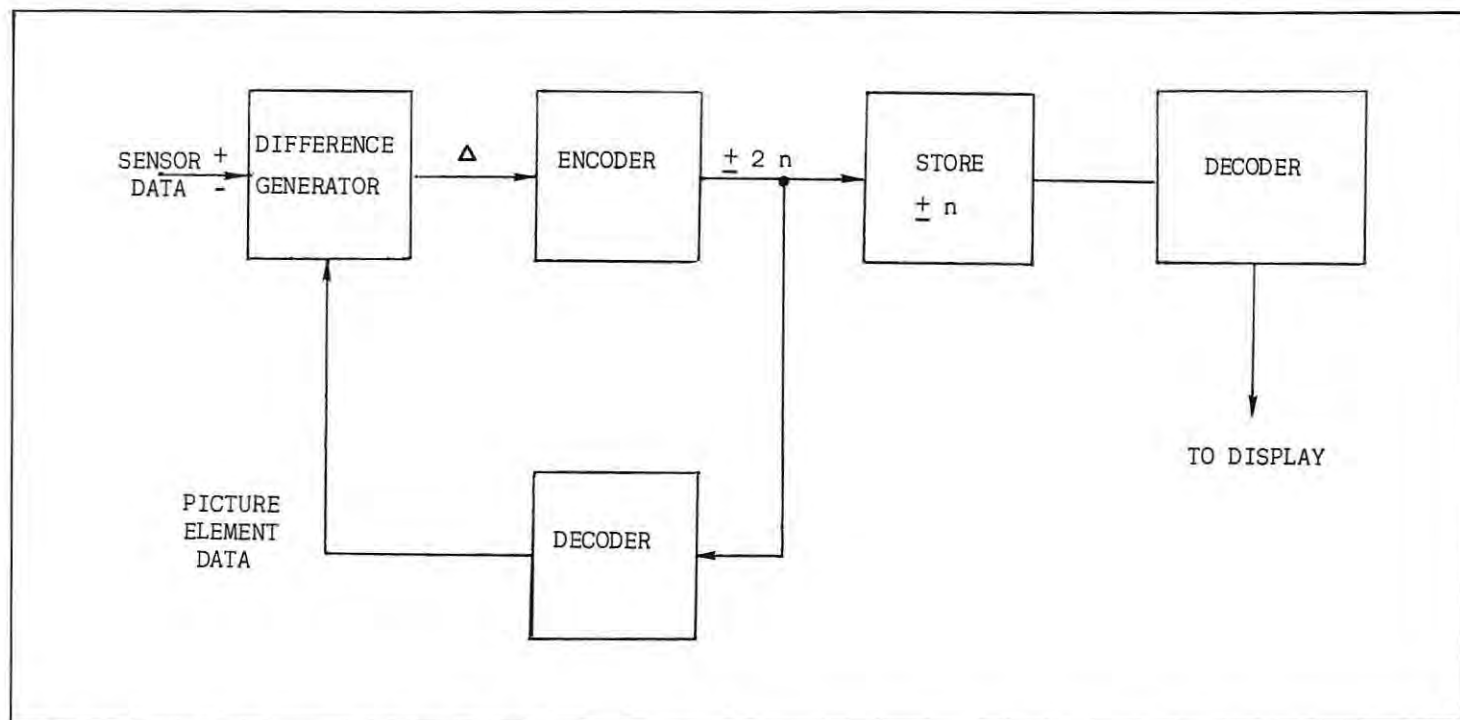 SENSOR +
DATA -
DIFFERENCE
GENERATOR
Δ
ENCODER
± 2 n
STORE
± n
DECODER
TO DISPLAY
PICTURE
ELEMENT
DATA
DECODER